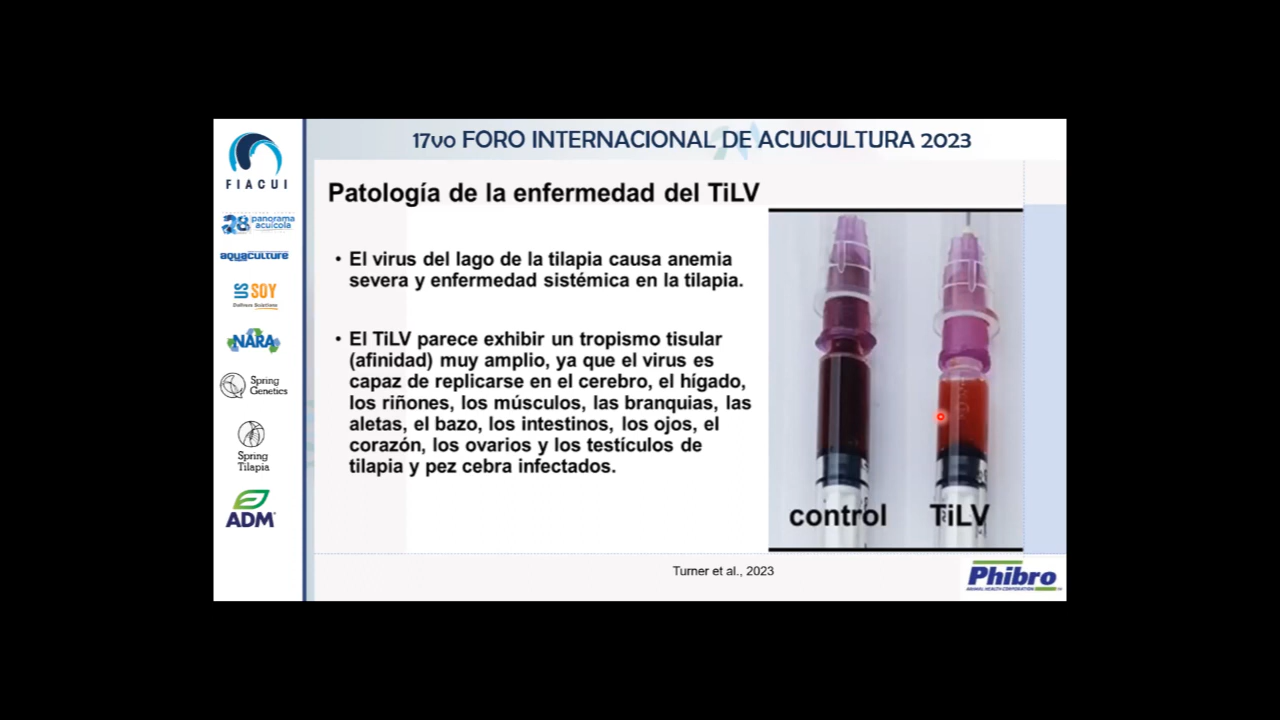 17vo FORO INTERNACIONAL DE ACUICULTURA 2023
FIACUI
28 panorama acuícola
aquaculture
US SOY
NARA
Spring
Genetics
Spring
Tilapia
ADM
Patología de la enfermedad del TiLV
• El virus del lago de la tilapia causa anemia
severa y enfermedad sistémica en la tilapia.
• El TiLV parece exhibir un tropismo tisular
(afinidad) muy amplio, ya que el virus es
capaz de replicarse en el cerebro, el hígado,
los riñones, los músculos, las branquias, las
aletas, el bazo, los intestinos, los ojos, el
corazón, los ovarios y los testículos de
tilapia y pez cebra infectados.
control
TiLV
Turner et al., 2023
Phibro
ANIMAL HEALTH CORPORATION